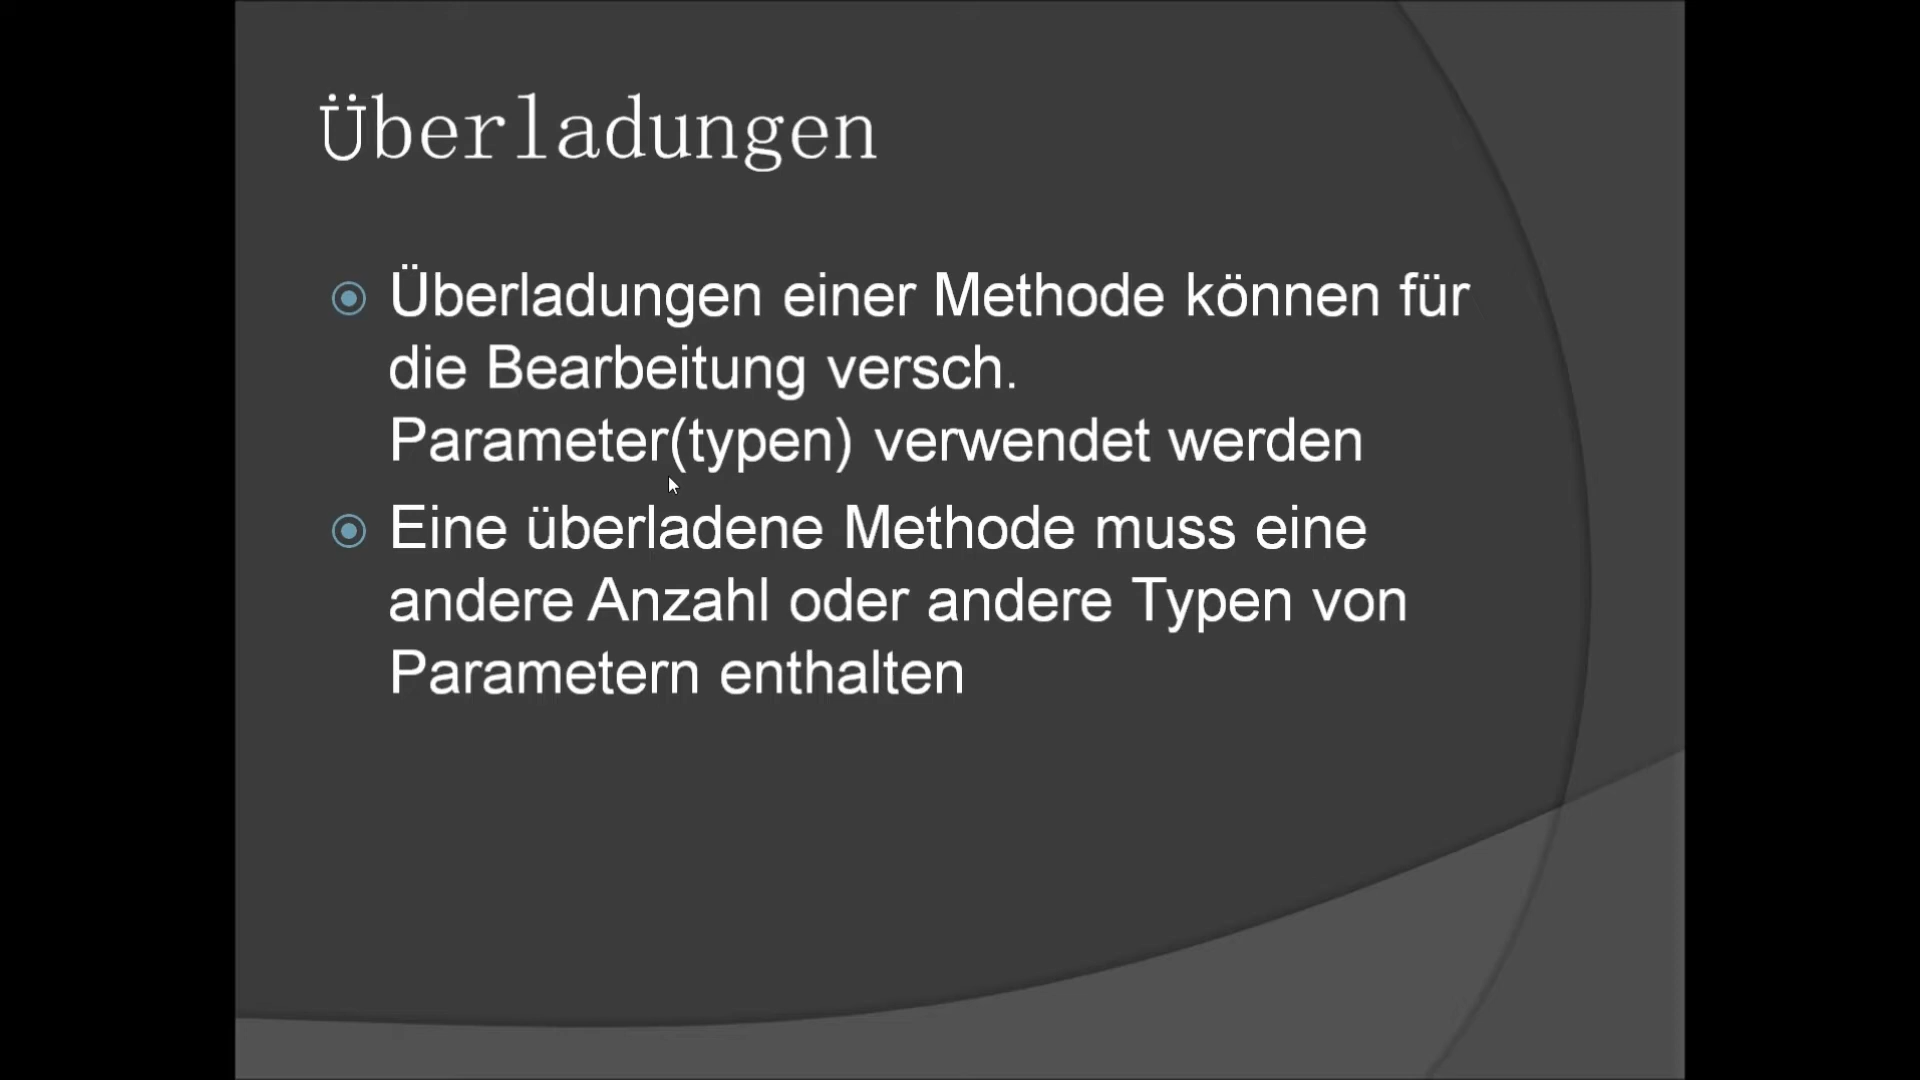 Überladungen
Überladungen einer Methode können für
die Bearbeitung versch.
Parameter(typen) verwendet werden
Eine überladene Methode muss eine
andere Anzahl oder andere Typen von
Parametern enthalten